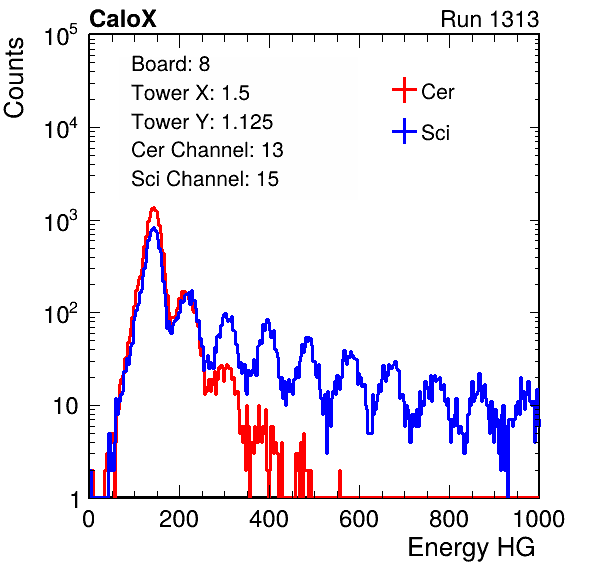 CaloX Run 1313
Counts
10^5
10^4
10^3
10^2
10
1
Board: 8
Tower X: 1.5
Tower Y: 1.125
Cer Channel: 13
Sci Channel: 15
Cer
Sci
0 200 400 600 800 1000
Energy HG